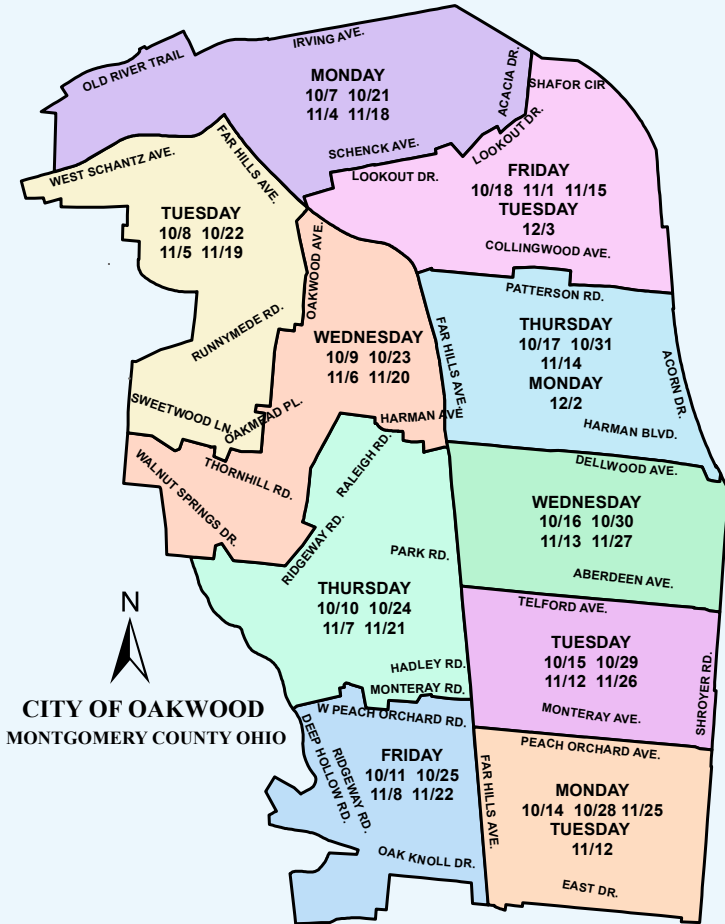 IRVING AVE.
OLD RIVER TRAIL
MONDAY
10/7 10/21
11/4 11/18
ACACIA DR.
SCHENCK AVE.
SHAFOR CIR
LOOKOUT DR.
LOOKOUT DR.
FRIDAY
10/18 11/1 11/15
TUESDAY
12/3
COLLINGWOOD AVE.
WEST SCHANTZ AVE.
FAR HILLS AVE.
TUESDAY
10/8 10/22
11/5 11/19
RUNNYMEDE RD.
SWEETWOOD LN.
OAKWOOD AVE.
WEDNESDAY
10/9 10/23
11/6 11/20
OAKMEAD PL.
HARMAN AVE
THORNHILL RD.
WALNUT SPRINGS DR.
PATTERSON RD.
FAR HILLS AVE.
THURSDAY
10/17 10/31
11/14
MONDAY
12/2
ACORN DR.
HARMAN BLVD.
DELLWOOD AVE.
WEDNESDAY
10/16 10/30
11/13 11/27
ABERDEEN AVE.
RALEIGH RD.
RIDGEWAY RD.
PARK RD.
THURSDAY
10/10 10/24
11/7 11/21
HADLEY RD.
MONTERAY RD.
TELFORD AVE.
TUESDAY
10/15 10/29
11/12 11/26
MONTERAY AVE.
SHROYER RD.
N
CITY OF OAKWOOD
MONTGOMERY COUNTY OHIO
W PEACH ORCHARD RD.
DEEP HOLLOW RD.
RIDGEWAY RD.
FRIDAY
10/11 10/25
11/8 11/22
OAK KNOLL DR.
FAR HILLS AVE.
PEACH ORCHARD AVE.
MONDAY
10/14 10/28 11/25
TUESDAY
11/12
EAST DR.